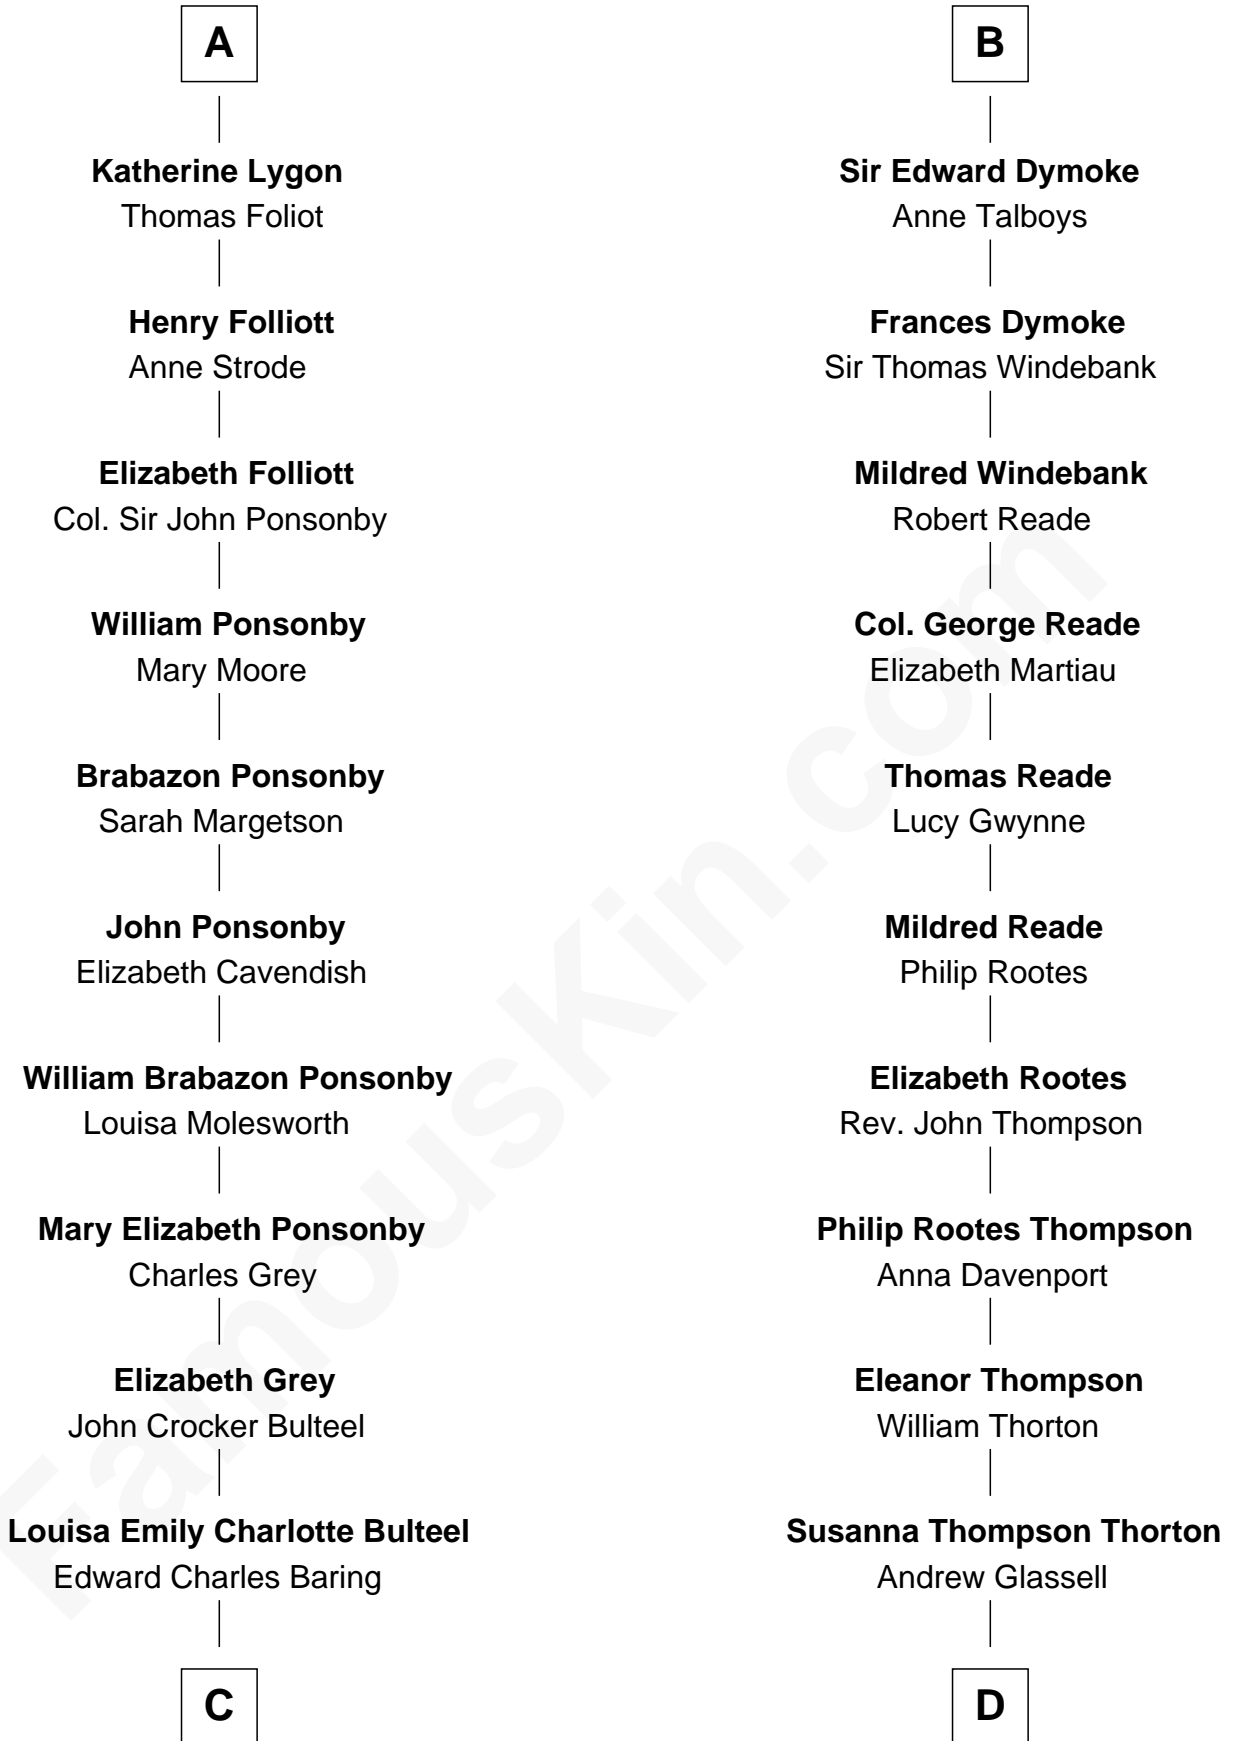 A
Katherine Lygon
Thomas Foliot
Henry Folliott
Anne Strode
Elizabeth Folliott
Col. Sir John Ponsonby
William Ponsonby
Mary Moore
Brabazon Ponsonby
Sarah Margetson
John Ponsonby
Elizabeth Cavendish
William Brabazon Ponsonby
Louisa Molesworth
Mary Elizabeth Ponsonby
Charles Grey
Elizabeth Grey
John Crocker Bulteel
Louisa Emily Charlotte Bulteel
Edward Charles Baring
C
B
Sir Edward Dymoke
Anne Talboys
Frances Dymoke
Sir Thomas Windebank
Mildred Windebank
Robert Reade
Col. George Reade
Elizabeth Martiau
Thomas Reade
Lucy Gwynne
Mildred Reade
Philip Rootes
Elizabeth Rootes
Rev. John Thompson
Philip Rootes Thompson
Anna Davenport
Eleanor Thompson
William Thorton
Susanna Thompson Thorton
Andrew Glassell
D
FamousKin.com